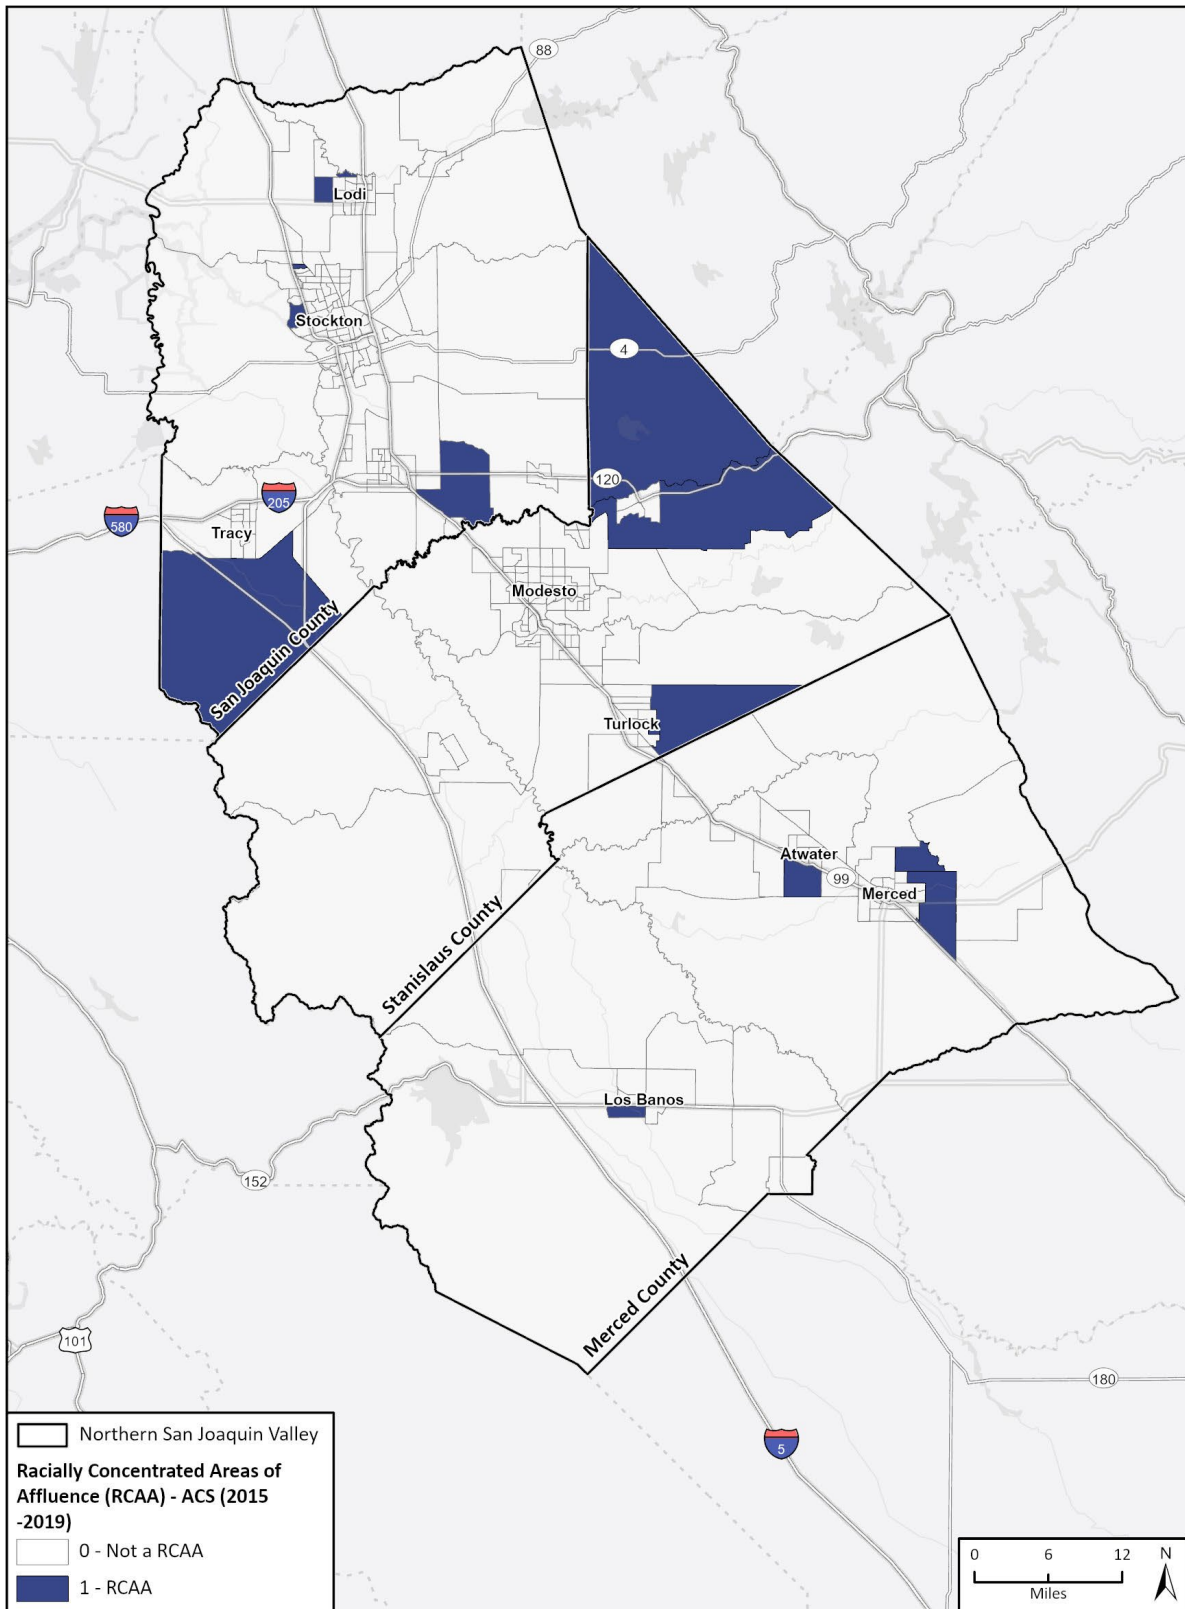 88
Lodi
Stockton
4
120
205
580
Tracy
Modesto
San Joaquin County
Turlock
Atwater
99
Merced
Stanislaus County
Los Banos
152
Merced County
101
180
5
Northern San Joaquin Valley
Racially Concentrated Areas of
Affluence (RCAA) - ACS (2015
-2019)
0 - Not a RCAA
1 - RCAA
0 6 12 N
Miles